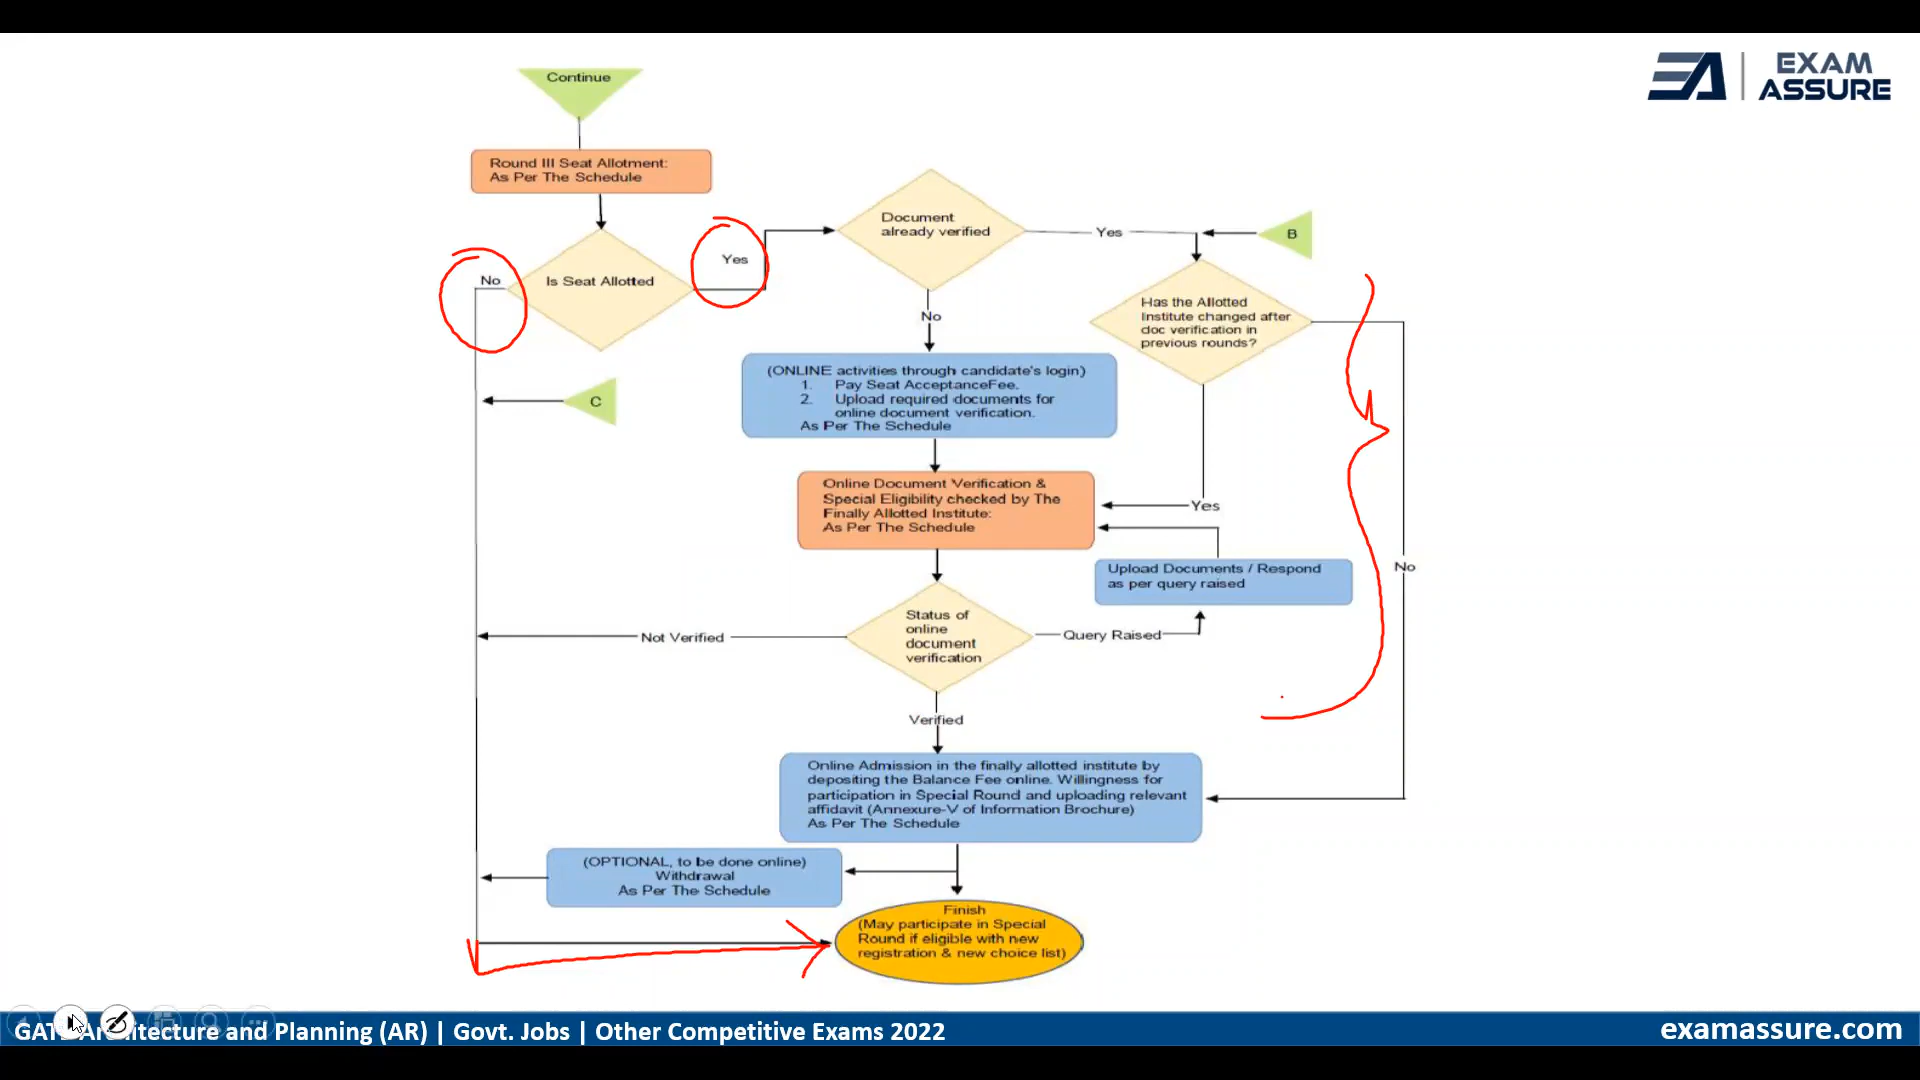 Continue
EXAM
ASSURE
Round III Seat Allotment:
As Per The Schedule
Document
already verified
Yes
B
Yes
No
Is Seat Allotted
No
Has the Allotted
Institute changed after
doc verification in
previous rounds?
(ONLINE activities through candidate's login)
1. Pay Seat AcceptanceFee.
2. Upload required documents for
online document verification.
As Per The Schedule
C
Online Document Verification &
Special Eligibility checked by The
Finally Allotted Institute:
As Per The Schedule
Yes
Upload Documents / Respond
as per query raised
No
Status of
online
document
verification
Not Verified
Query Raised
Verified
Online Admission in the finally allotted institute by
depositing the Balance Fee online. Willingness for
participation in Special Round and uploading relevant
affidavit (Annexure-V of Information Brochure)
As Per The Schedule
(OPTIONAL, to be done online)
Withdrawal
As Per The Schedule
Finish
(May participate in Special
Round if eligible with new
registration & new choice list)
GATE Architecture and Planning (AR) | Govt. Jobs | Other Competitive Exams 2022
examassure.com